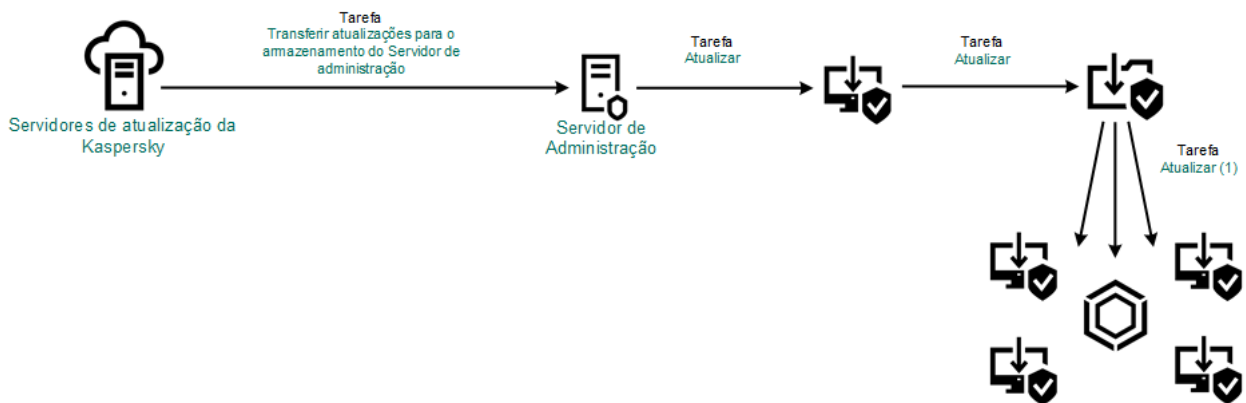 Tarefa
Transferir atualizações para o
armazenamento do Servidor de
administração
Tarefa
Atualizar
Tarefa
Atualizar
Servidores de atualização da
Kaspersky
Servidor de
Administração
Tarefa
Atualizar (1)